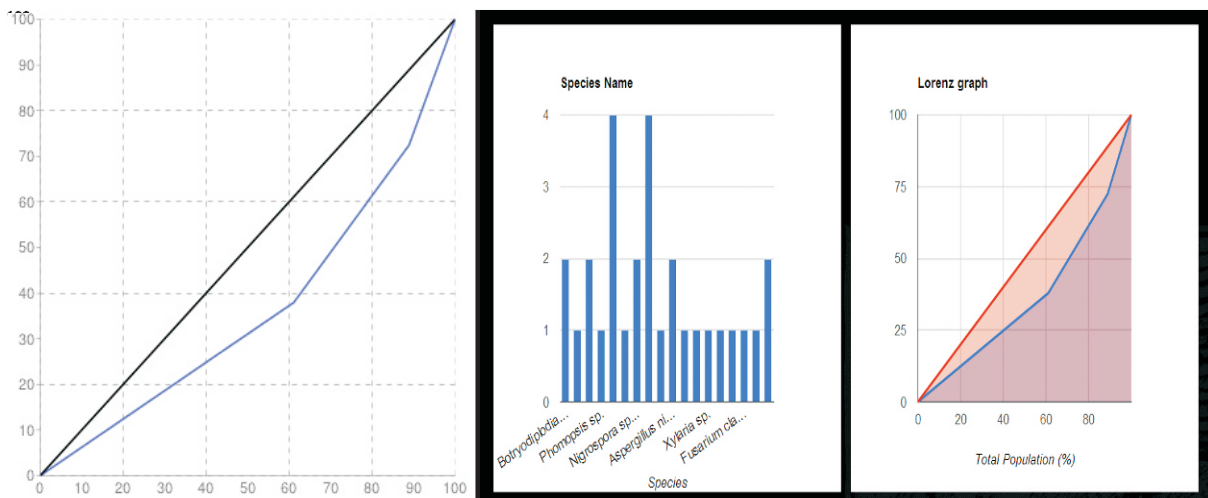 100
90
80
70
60
50
40
30
20
10
0
0 10 20 30 40 50 60 70 80 90 100
Species Name
4
3
2
1
0
Botryodiplodia...
Phomopsis sp.
Nigrospora sp...
Aspergillus ni...
Xylaria sp.
Fusarium cla...
Species
Lorenz graph
100
75
50
25
0
0 20 40 60 80
Total Population (%)